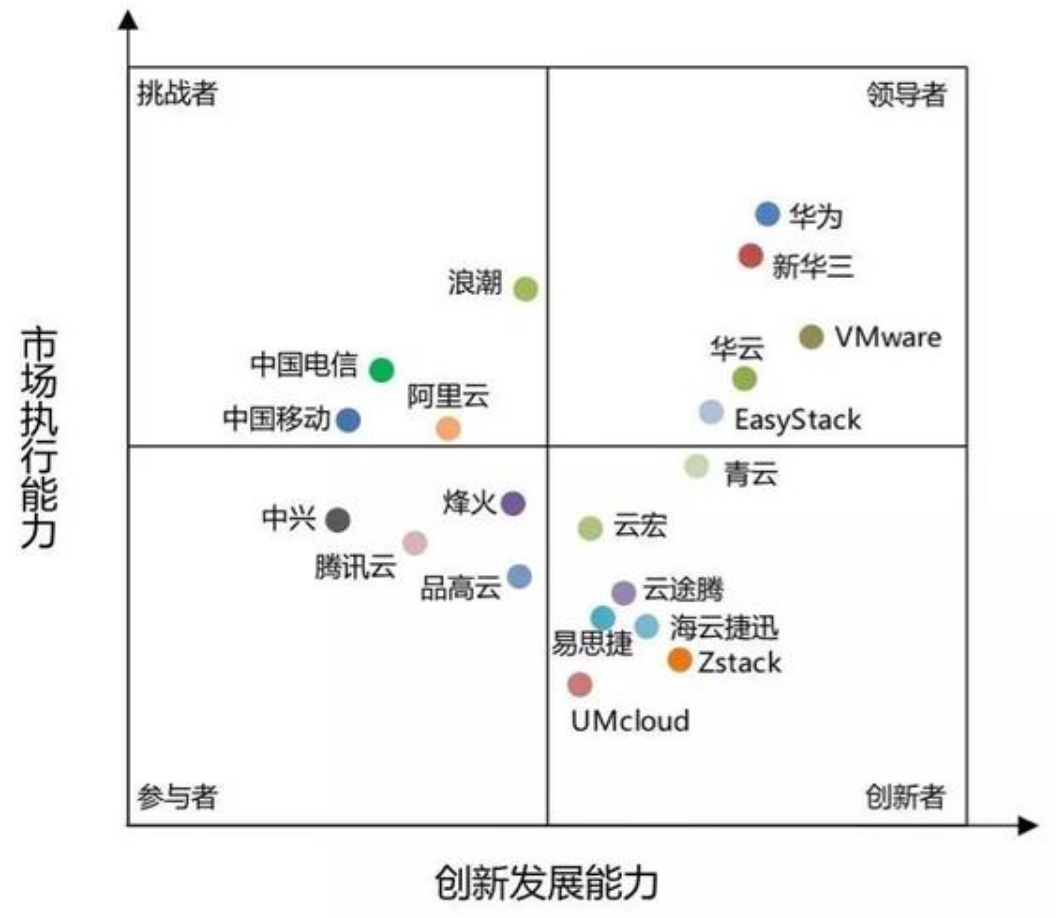 挑战者
领导者
华为
新华三
浪潮
VMware
华云
中国电信
阿里云
中国移动
EasyStack
市场执行能力
青云
烽火
中兴
云宏
腾讯云
品高云
云途腾
海云捷迅
易思捷
Zstack
UMcloud
参与者
创新者
创新发展能力